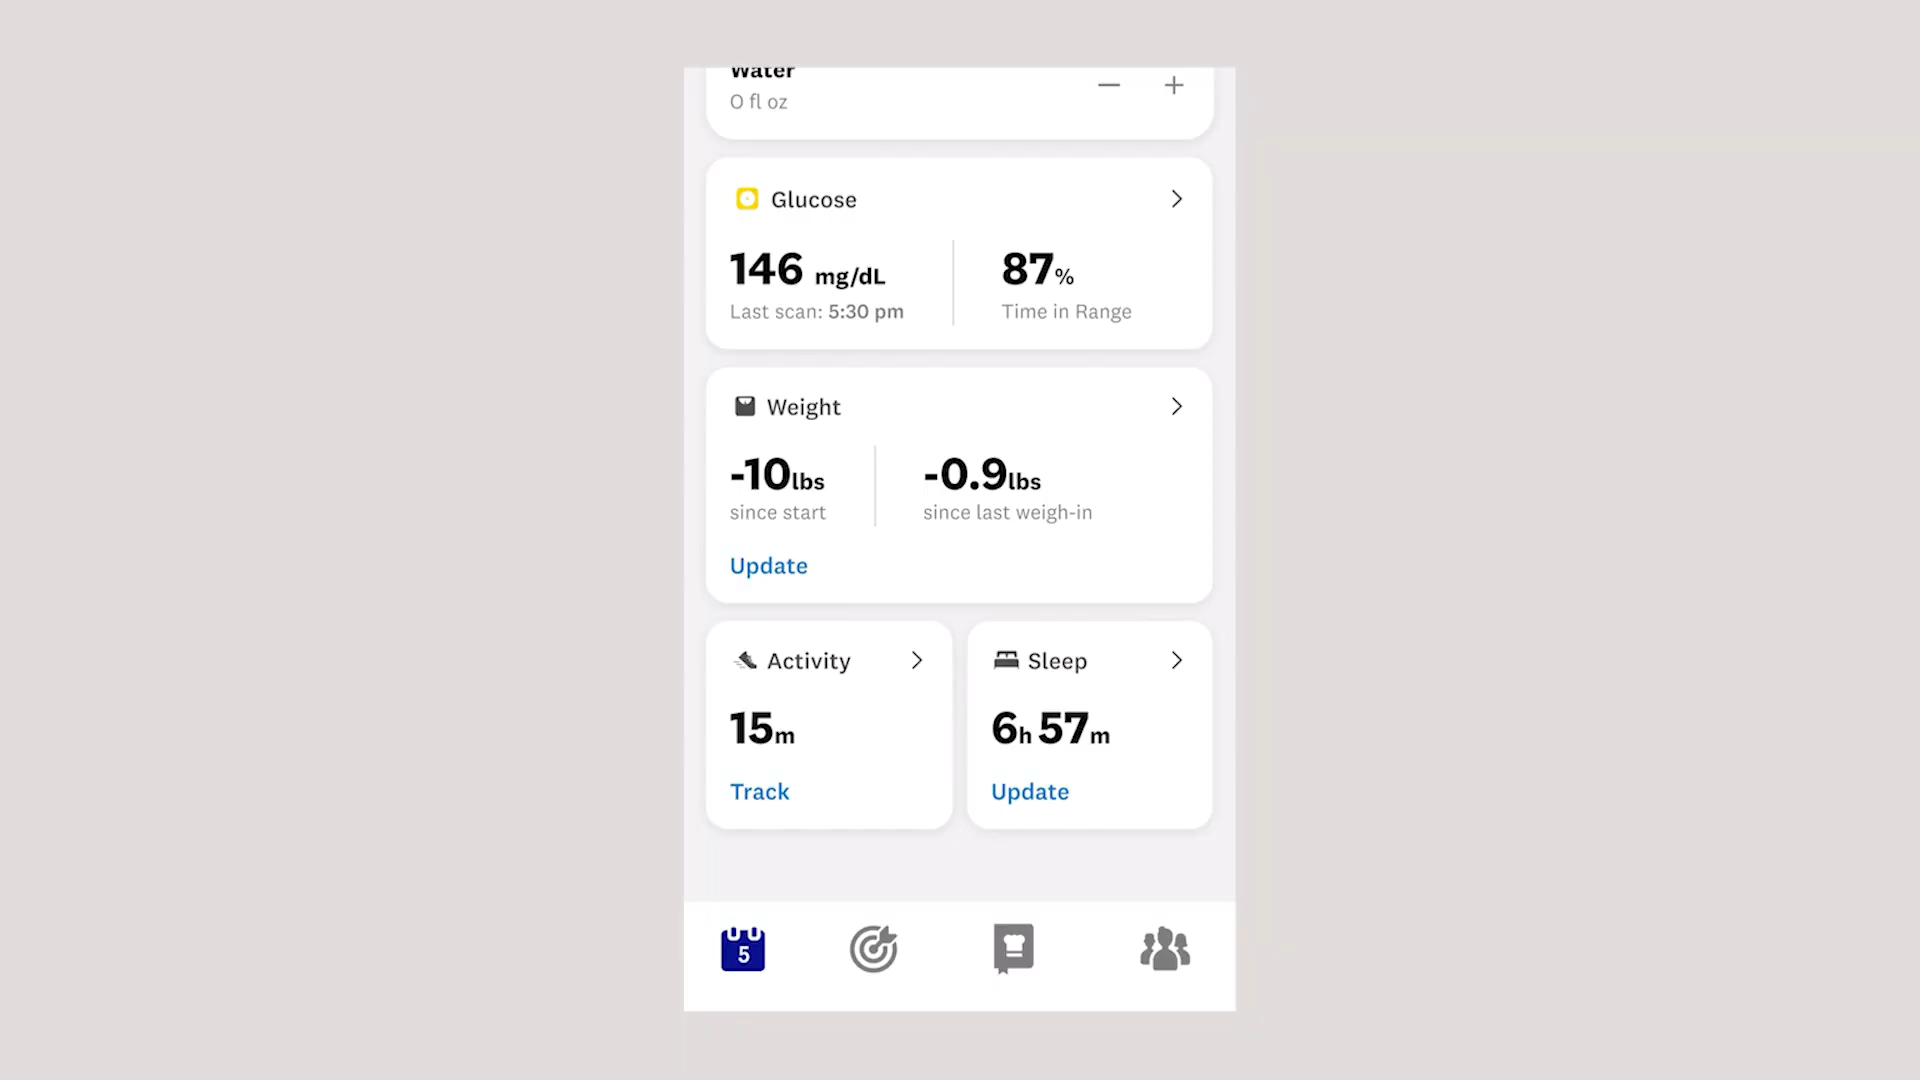 Water
0 fl oz
Glucose
146 mg/dL
87%
Last scan: 5:30 pm
Time in Range
Weight
-10lbs
-0.9lbs
since start
since last weigh-in
Update
Activity
Sleep
15m
6h 57m
Track
Update
5